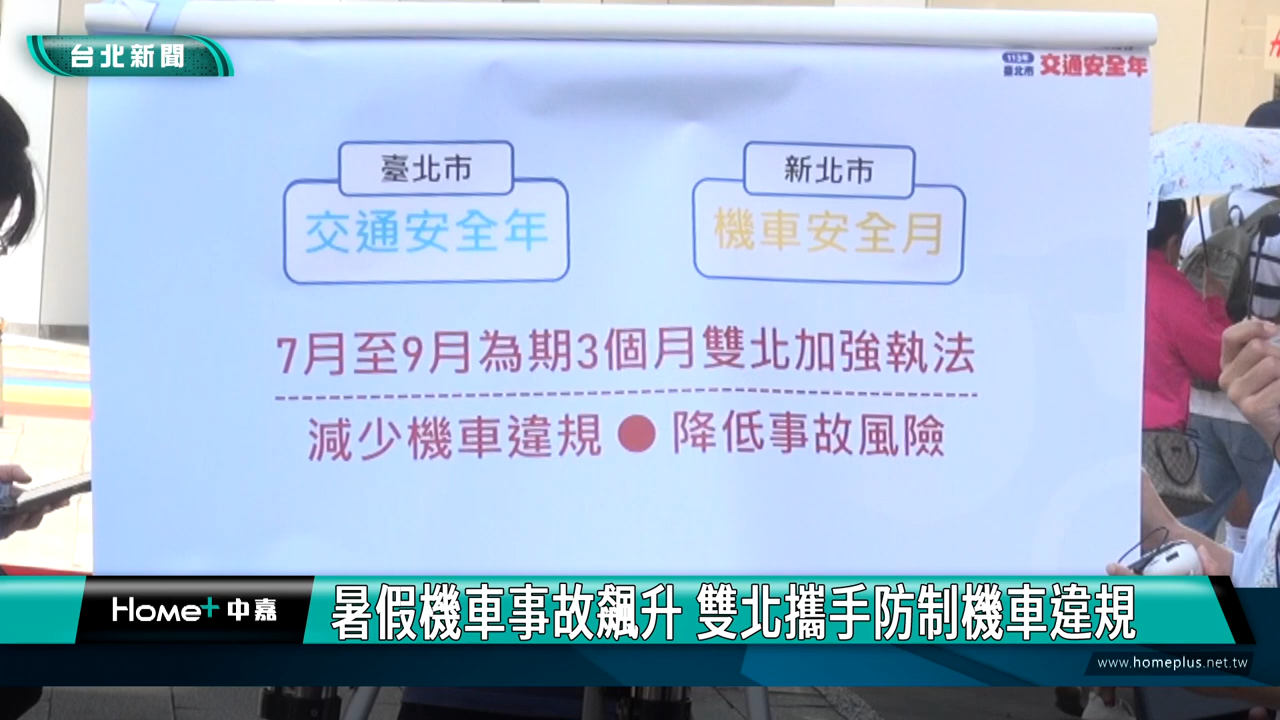 台北新聞
113年
臺北市 交通安全年
臺北市
交通安全年
新北市
機車安全月
7月至9月為期3個月雙北加強執法
減少機車違規 ● 降低事故風險
Home+ 中嘉
暑假機車事故飆升 雙北攜手防制機車違規
www.homeplus.net.tw